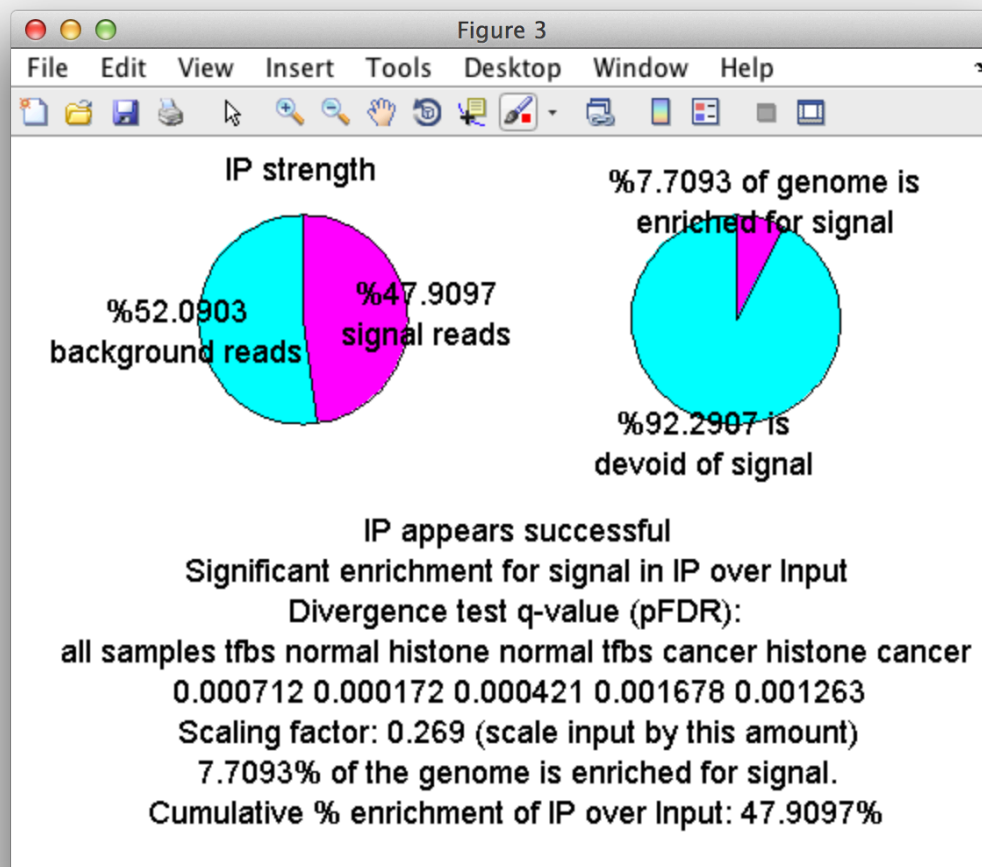 Figure 3
File Edit View Insert Tools Desktop Window Help
IP strength
%52.0903
background reads
%47.9097
signal reads
%7.7093 of genome is
enriched for signal
%92.2907 is
devoid of signal
IP appears successful
Significant enrichment for signal in IP over Input
Divergence test q-value (pFDR):
all samples tfbs normal histone normal tfbs cancer histone cancer
0.000712 0.000172 0.000421 0.001678 0.001263
Scaling factor: 0.269 (scale input by this amount)
7.7093% of the genome is enriched for signal.
Cumulative % enrichment of IP over Input: 47.9097%